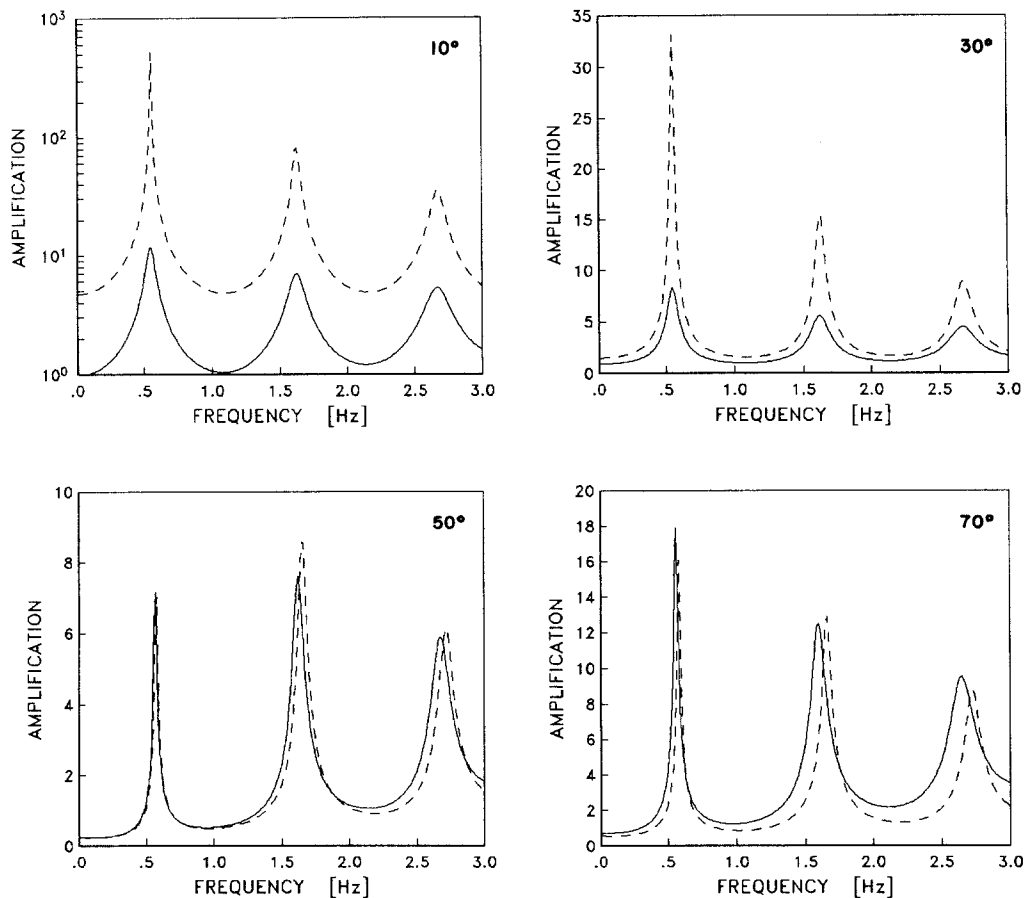 10³
10²
10¹
10⁰
AMPLIFICATION
10°
.0 .5 1.0 1.5 2.0 2.5 3.0
FREQUENCY [Hz]
35
30
25
20
15
10
5
0
AMPLIFICATION
30°
.0 .5 1.0 1.5 2.0 2.5 3.0
FREQUENCY [Hz]
10
8
6
4
2
0
AMPLIFICATION
50°
.0 .5 1.0 1.5 2.0 2.5 3.0
FREQUENCY [Hz]
20
18
16
14
12
10
8
6
4
2
0
AMPLIFICATION
70°
.0 .5 1.0 1.5 2.0 2.5 3.0
FREQUENCY [Hz]